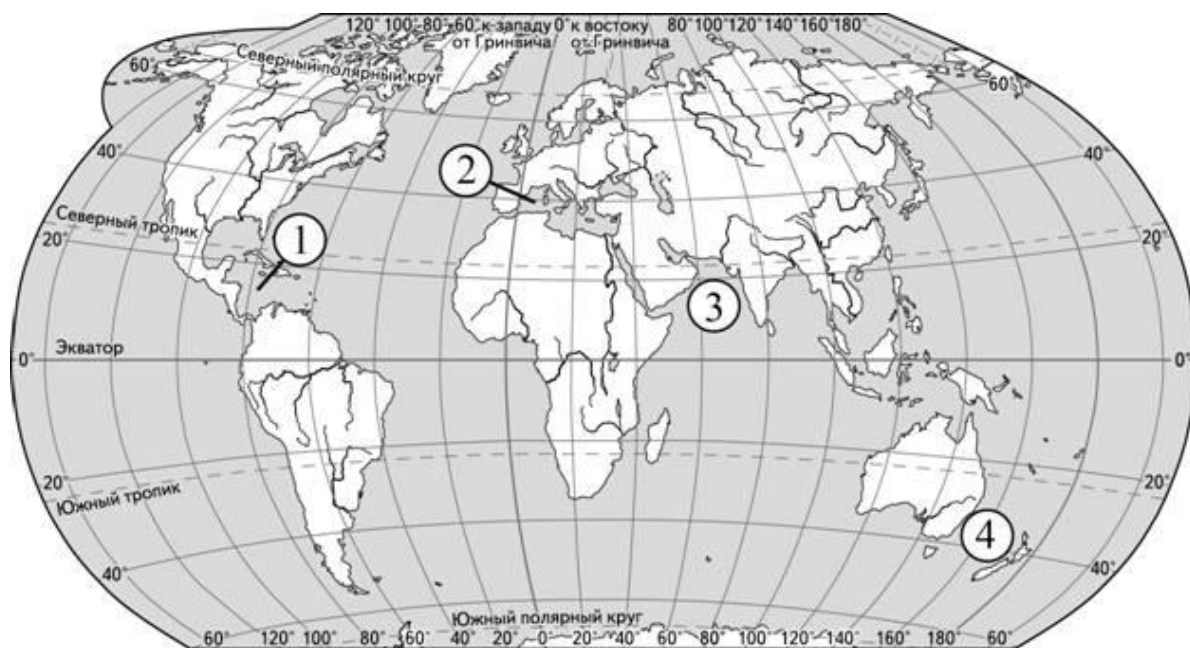 120° 100° 80° 60° к западу 0° к востоку 80° 100° 120° 140° 160° 180°
от Гринвича от Гринвича
60° Северный полярный круг 60°
40° 2 40°
Северный тропик
20° 1 20°
3
Экватор
0° 0°
20° 20°
Южный тропик
4
40° 40°
Южный полярный круг
60° 120° 100° 80° 60° 40° 20° 0° 20° 40° 60° 80° 100° 120° 140° 160° 180° 60°